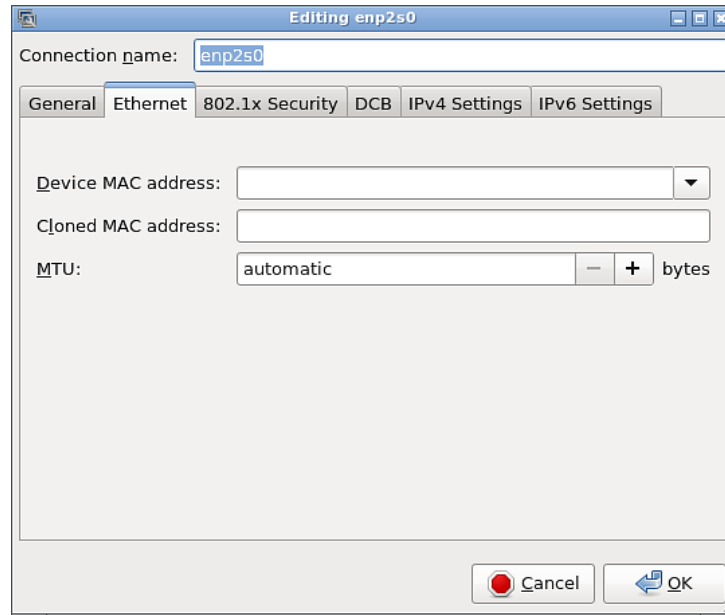 Editing enp2s0
Connection name: enp2s0
General Ethernet 802.1x Security DCB IPv4 Settings IPv6 Settings
Device MAC address:
Cloned MAC address:
MTU: automatic − + bytes
Cancel OK